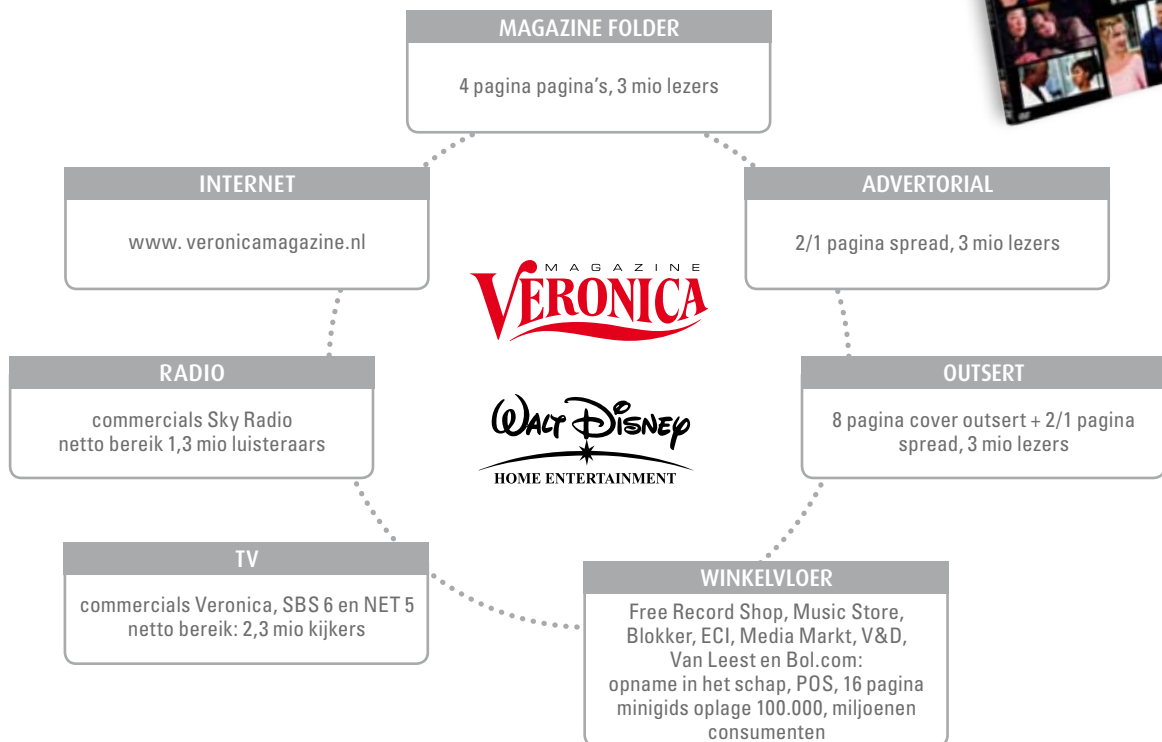 MAGAZINE FOLDER
4 pagina pagina's, 3 mio lezers
INTERNET
www. veronicamagazine.nl
ADVERTORIAL
2/1 pagina spread, 3 mio lezers
MAGAZINE
VERONICA
RADIO
commercials Sky Radio
netto bereik 1,3 mio luisteraars
OUTSERT
8 pagina cover outsert + 2/1 pagina
spread, 3 mio lezers
WALT DISNEY
HOME ENTERTAINMENT
TV
commercials Veronica, SBS 6 en NET 5
netto bereik: 2,3 mio kijkers
WINKELVLOER
Free Record Shop, Music Store,
Blokker, ECI, Media Markt, V&D,
Van Leest en Bol.com:
opname in het schap, POS, 16 pagina
minigids oplage 100.000, miljoenen
consumenten